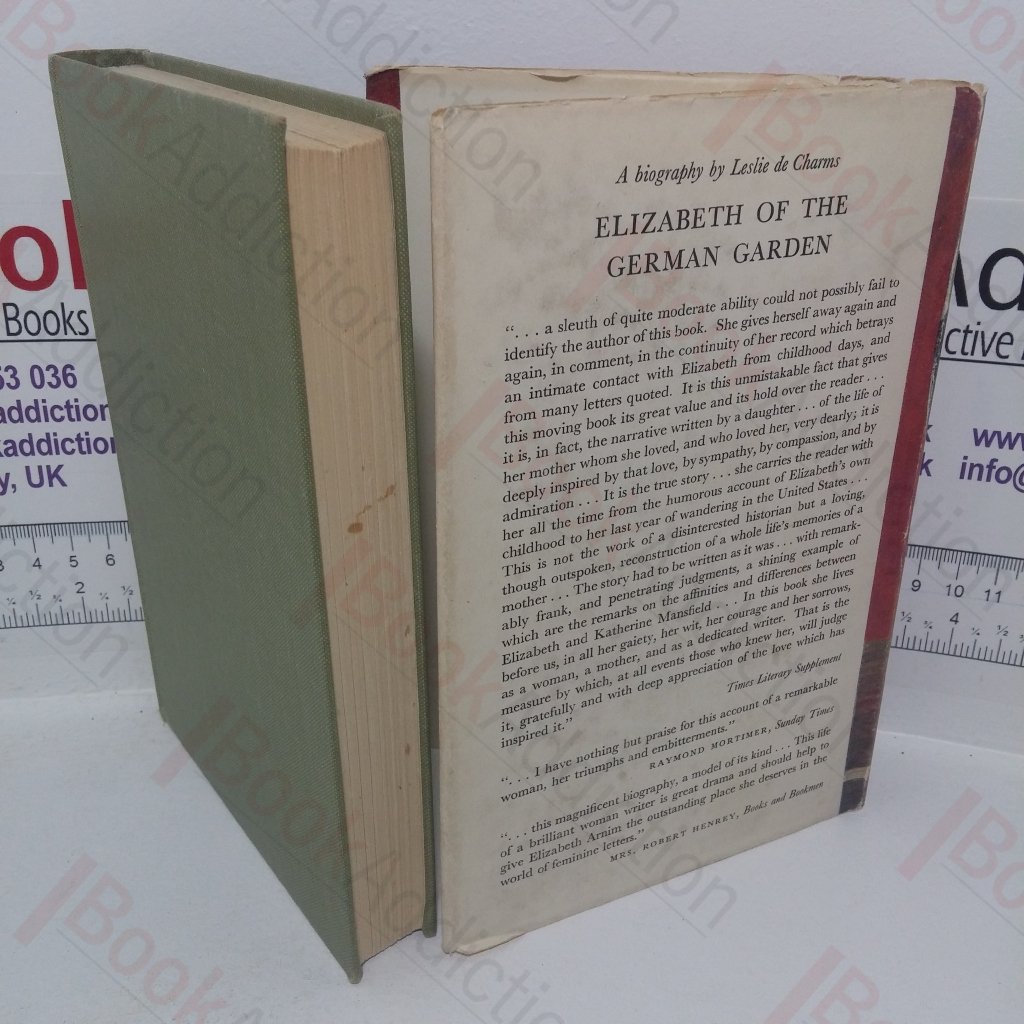 A biography by Leslie de Charms
ELIZABETH OF THE
GERMAN GARDEN
". . . a sleuth of quite moderate ability could not possibly fail to
identify the author of this book. She gives herself away again and
again, in comment, in the continuity of her record which betrays
an intimate contact with Elizabeth from childhood days, and
from many letters quoted. It is this unmistakable fact that gives
this moving book its great value and its hold over the reader . . .
it is, in fact, the narrative written by a daughter . . . of the life of
her mother whom she loved, and who loved her, very dearly; it is
deeply inspired by that love, by sympathy, by compassion, and by
admiration . . . It is the true story . . . she carries the reader with
her all the time from the humorous account of Elizabeth's own
childhood to her last year of wandering in the United States . . .
This is not the work of a disinterested historian but a loving,
though outspoken, reconstruction of a whole life's memories of a
mother . . . The story had to be written as it was . . . with remark-
ably frank, and penetrating judgments, a shining example of
which are the remarks on the affinities and differences between
Elizabeth and Katherine Mansfield . . . In this book she lives
before us, in all her gaiety, her wit, her courage and her sorrows,
as a woman, a mother, and as a dedicated writer. That is the
measure by which, at all events those who knew her, will judge
it, gratefully and with deep appreciation of the love which has
inspired it."
Times Literary Supplement
". . . I have nothing but praise for this account of a remarkable
woman, her triumphs and embitterments."
RAYMOND MORTIMER, Sunday Times
". . . this magnificent biography, a model of its kind . . . This life
of a brilliant woman writer is great drama and should help to
give Elizabeth Arnim the outstanding place she deserves in the
world of feminine letters."
MRS. ROBERT HENREY, Books and Bookmen
Books
53 036
addiction
kaddiction
y, UK
Ad
ctive
www.
info@
3 4 5 6
1 2
9 10 11
4
BookAddiction